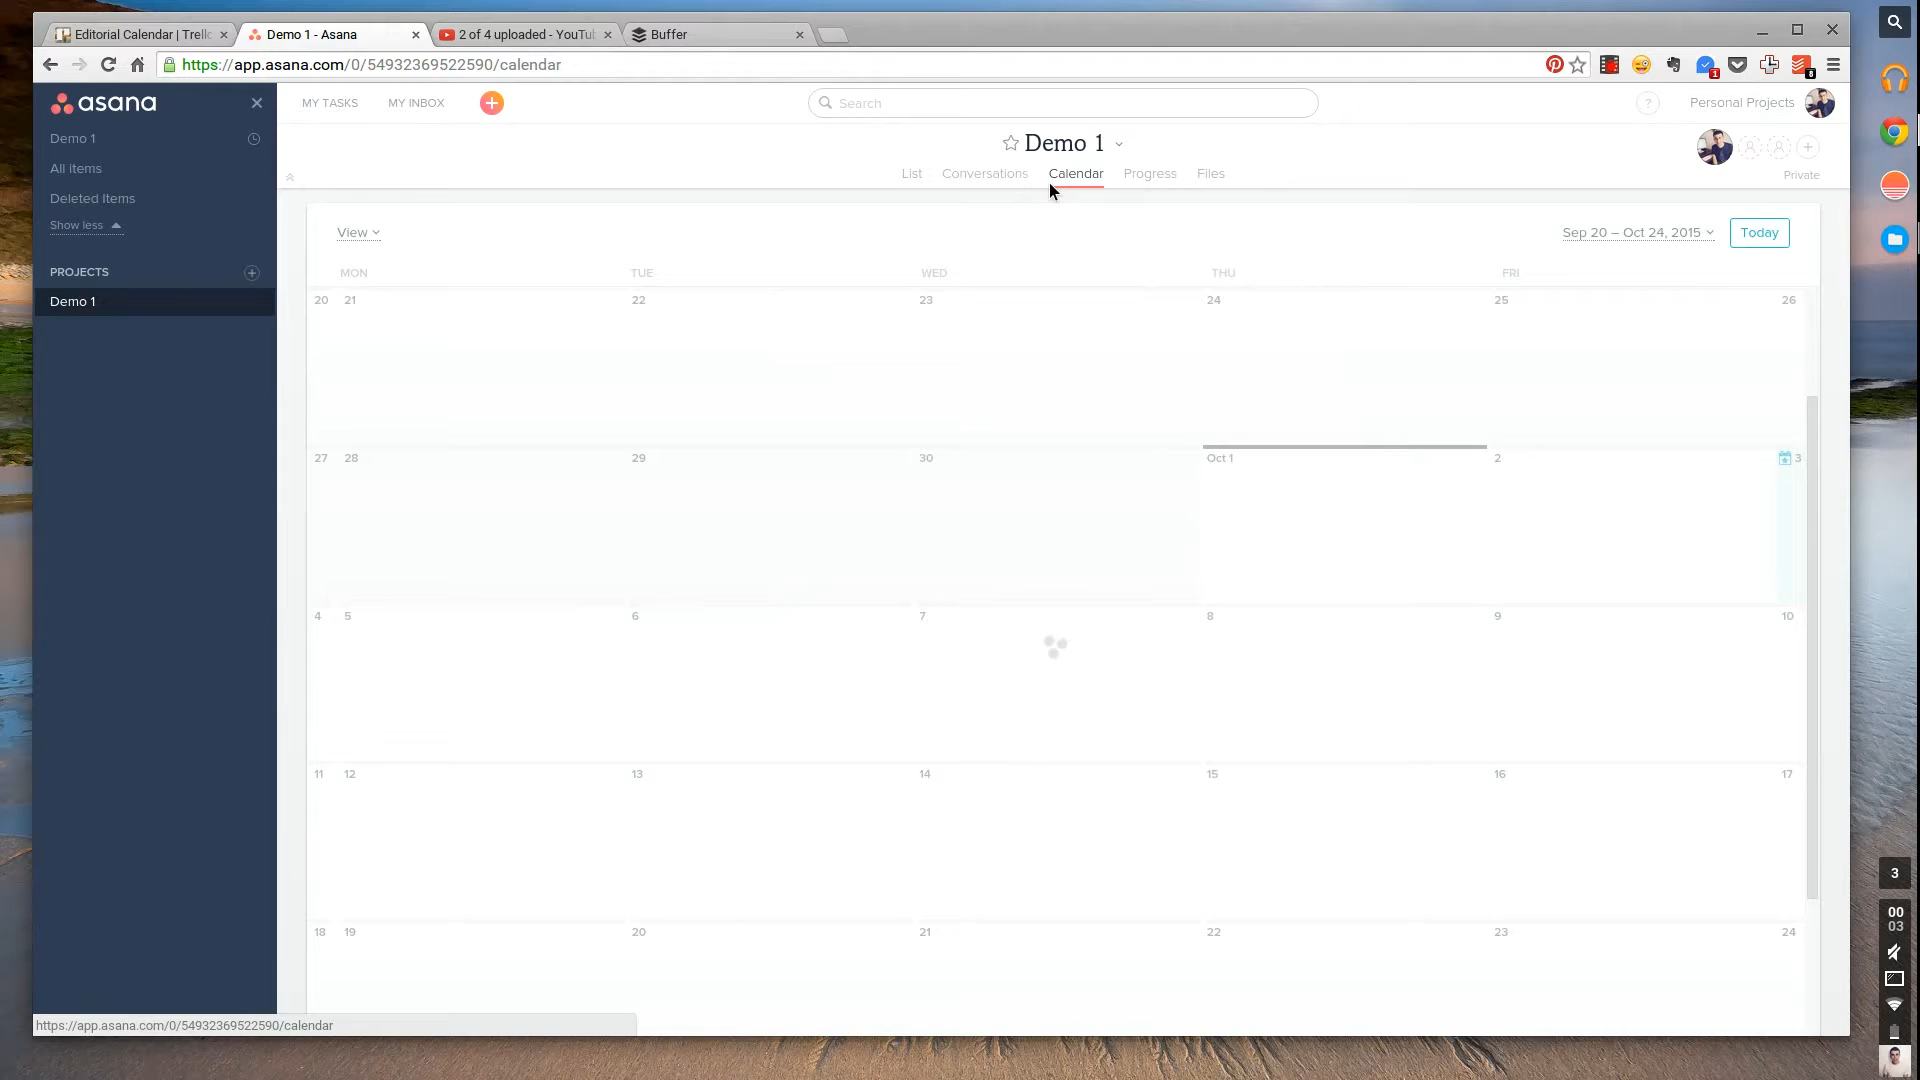 Editorial Calendar | Trello
Demo 1 - Asana
2 of 4 uploaded - YouTu
Buffer
https://app.asana.com/0/54932369522590/calendar
1
8
asana
MY TASKS
MY INBOX
Search
?
Personal Projects
Demo 1
All items
Deleted Items
Show less
PROJECTS
Demo 1
Demo 1
List
Conversations
Calendar
Progress
Files
Private
View
Sep 20 – Oct 24, 2015
Today
MON
TUE
WED
THU
FRI
20 21 22 23 24 25 26
27 28 29 30 Oct 1 2 3
4 5 6 7 8 9 10
11 12 13 14 15 16 17
18 19 20 21 22 23 24
https://app.asana.com/0/54932369522590/calendar
3
00
03